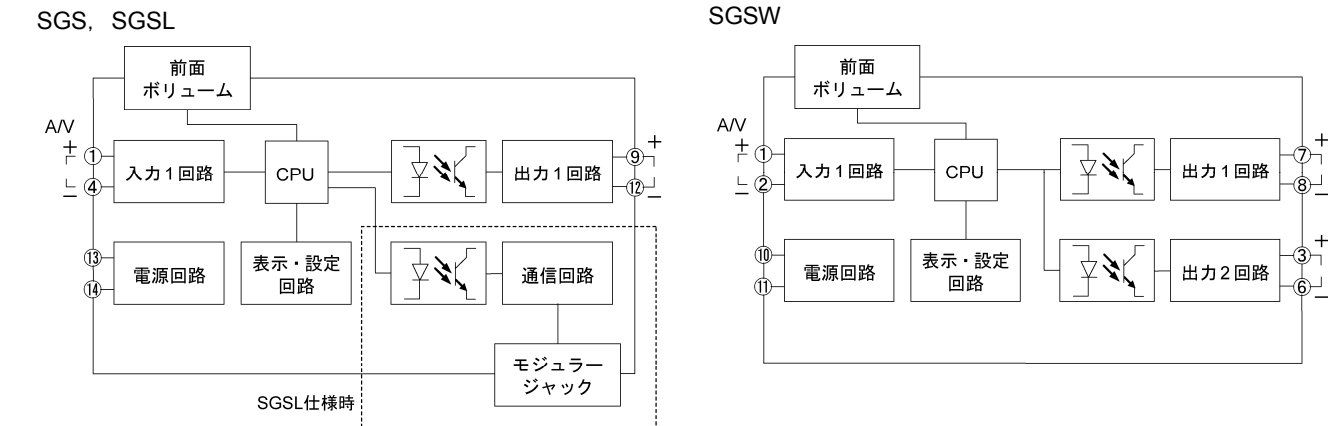 SGS, SGSL
前面
ボリューム
A/V
+
①
④
−
入力1回路
CPU
出力1回路
+
⑨
⑫
−
⑬
⑭
電源回路
表示・設定
回路
通信回路
モジュラー
ジャック
SGSL仕様時
SGSW
前面
ボリューム
A/V
+
①
②
−
入力1回路
CPU
出力1回路
+
⑦
⑧
−
⑩
⑪
電源回路
表示・設定
回路
出力2回路
+
③
⑥
−